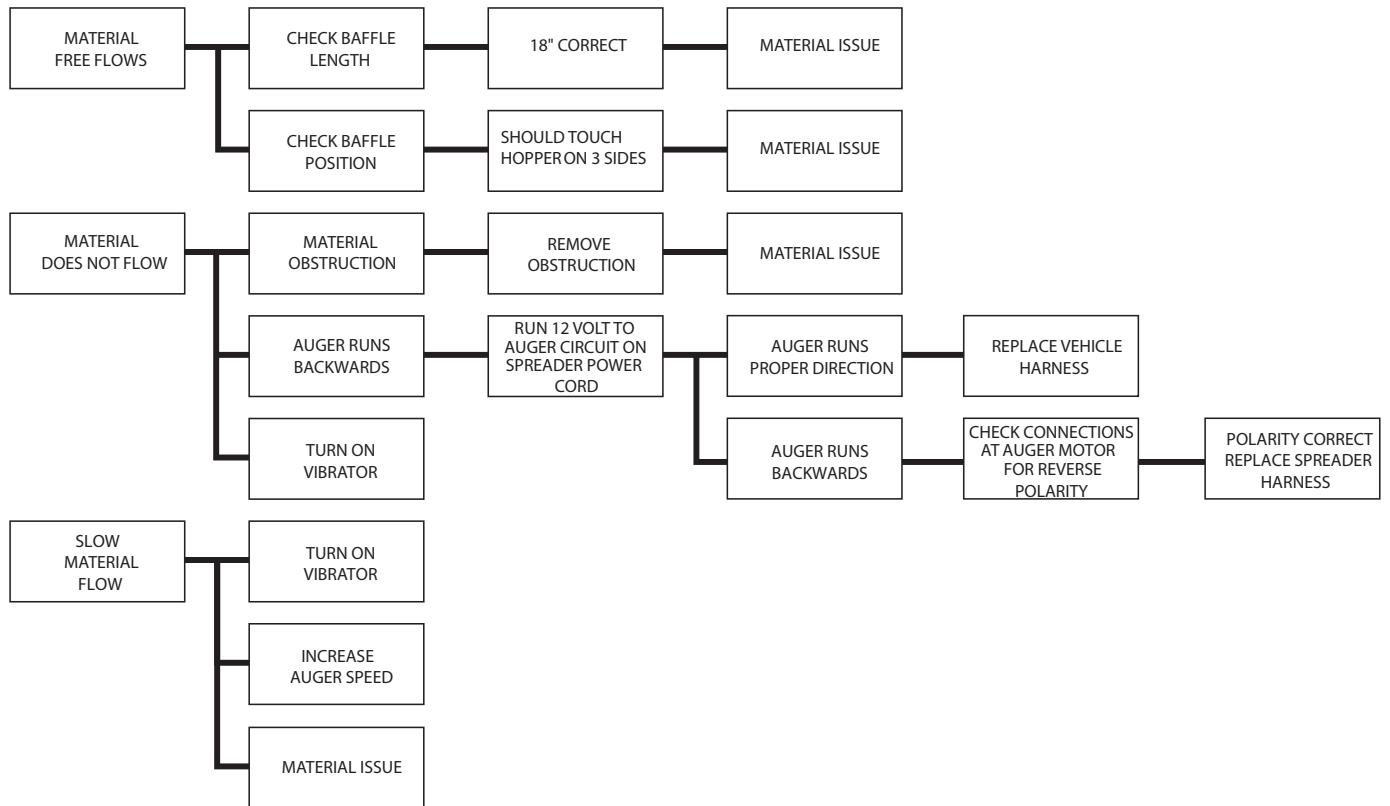 MATERIAL
FREE FLOWS
CHECK BAFFLE
LENGTH
18" CORRECT
MATERIAL ISSUE
CHECK BAFFLE
POSITION
SHOULD TOUCH
HOPPER ON 3 SIDES
MATERIAL ISSUE
MATERIAL
DOES NOT FLOW
MATERIAL
OBSTRUCTION
REMOVE
OBSTRUCTION
MATERIAL ISSUE
AUGER RUNS
BACKWARDS
RUN 12 VOLT TO
AUGER CIRCUIT ON
SPREADER POWER
CORD
AUGER RUNS
PROPER DIRECTION
REPLACE VEHICLE
HARNESS
AUGER RUNS
BACKWARDS
CHECK CONNECTIONS
AT AUGER MOTOR
FOR REVERSE
POLARITY
POLARITY CORRECT
REPLACE SPREADER
HARNESS
TURN ON
VIBRATOR
SLOW
MATERIAL
FLOW
TURN ON
VIBRATOR
INCREASE
AUGER SPEED
MATERIAL ISSUE